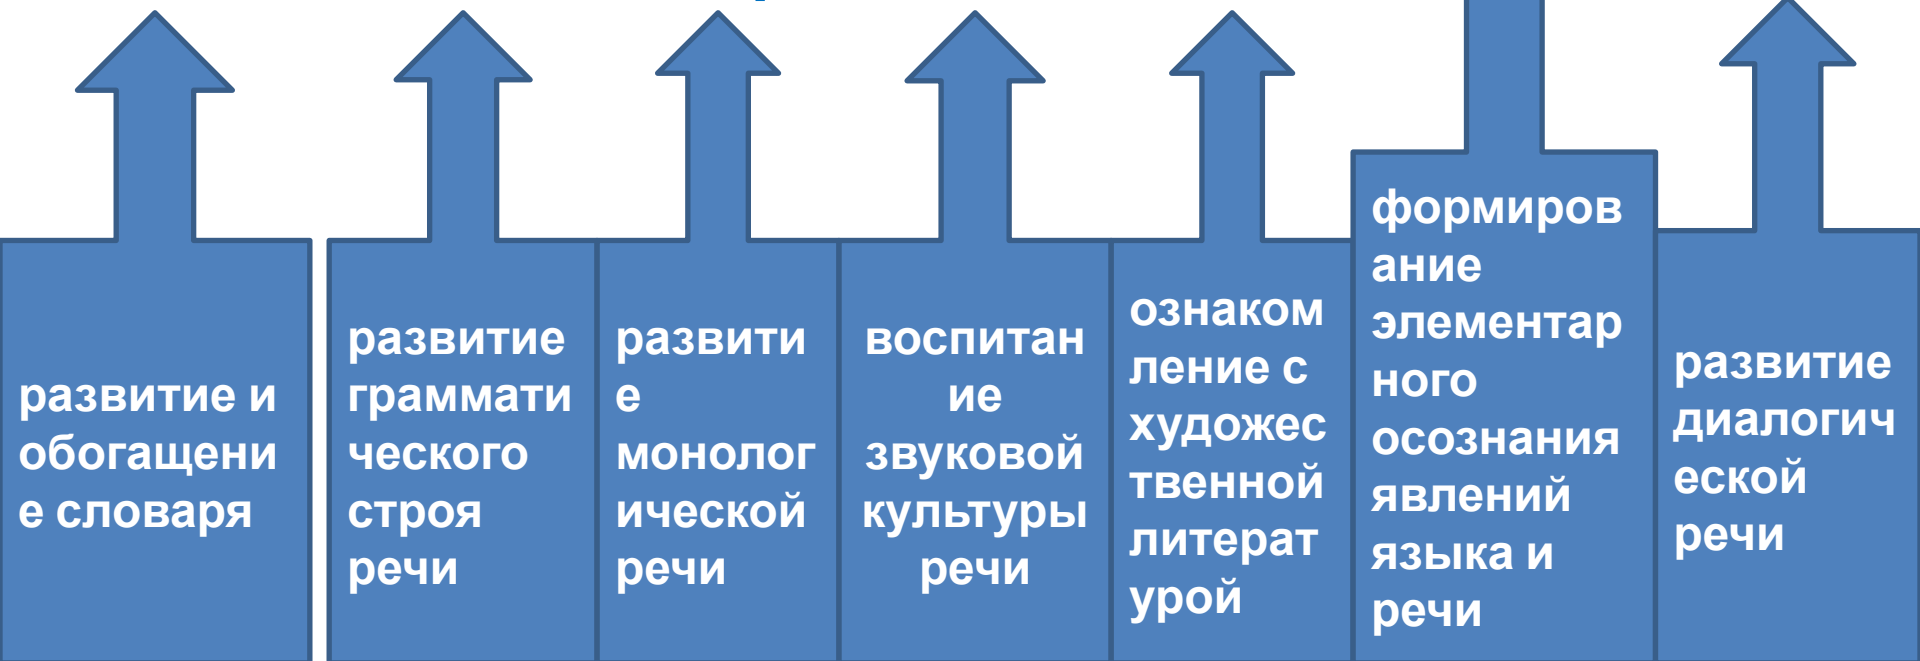 развитие и
обогащени
е словаря
развитие
граммати
ческого
строя
речи
развити
е
монолог
ической
речи
воспитан
ие
звуковой
культуры
речи
ознаком
ление с
художес
твенной
литерат
урой
формиров
ание
элементар
ного
осознания
явлений
языка и
речи
развитие
диалогич
еской
речи